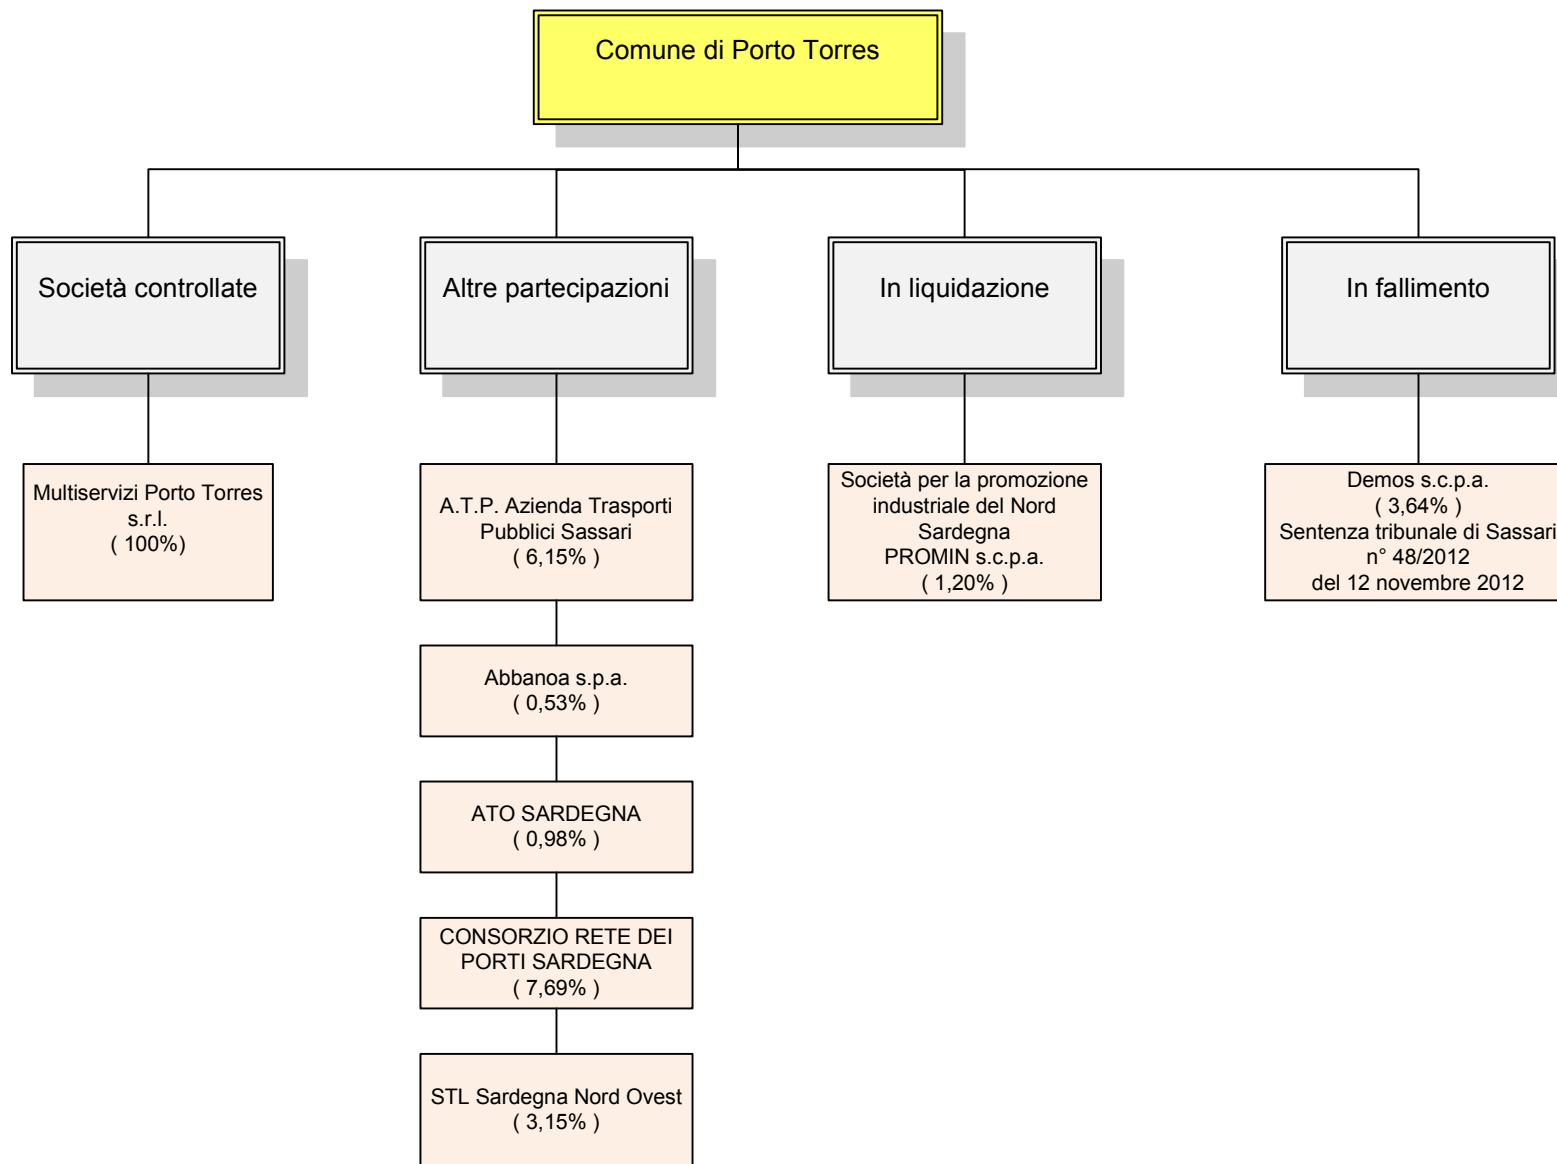 Comune di Porto Torres
Società controllate
Altre partecipazioni
In liquidazione
In fallimento
Multiservizi Porto Torres
s.r.l.
( 100%)
A.T.P. Azienda Trasporti
Pubblici Sassari
( 6,15% )
Società per la promozione
industriale del Nord
Sardegna
PROMIN s.c.p.a.
( 1,20% )
Demos s.c.p.a.
( 3,64% )
Sentenza tribunale di Sassari
n° 48/2012
del 12 novembre 2012
Abbanoa s.p.a.
( 0,53% )
ATO SARDEGNA
( 0,98% )
CONSORZIO RETE DEI
PORTI SARDEGNA
( 7,69% )
STL Sardegna Nord Ovest
( 3,15% )